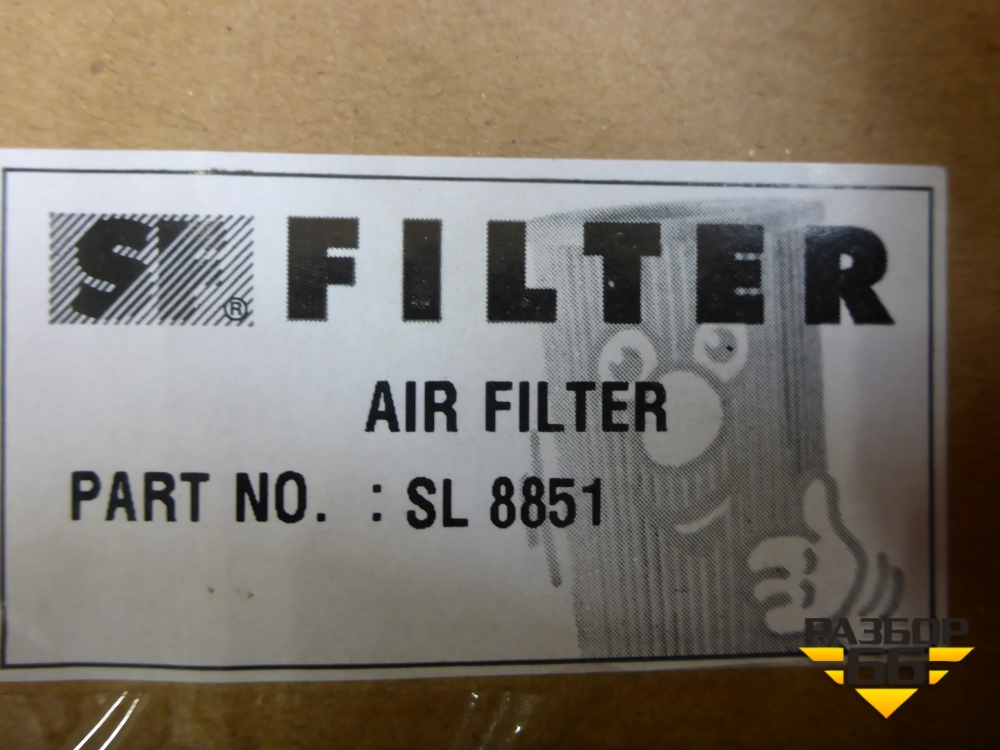 SF® FILTER
AIR FILTER
PART NO. : SL 8851
РАЗБОР
66